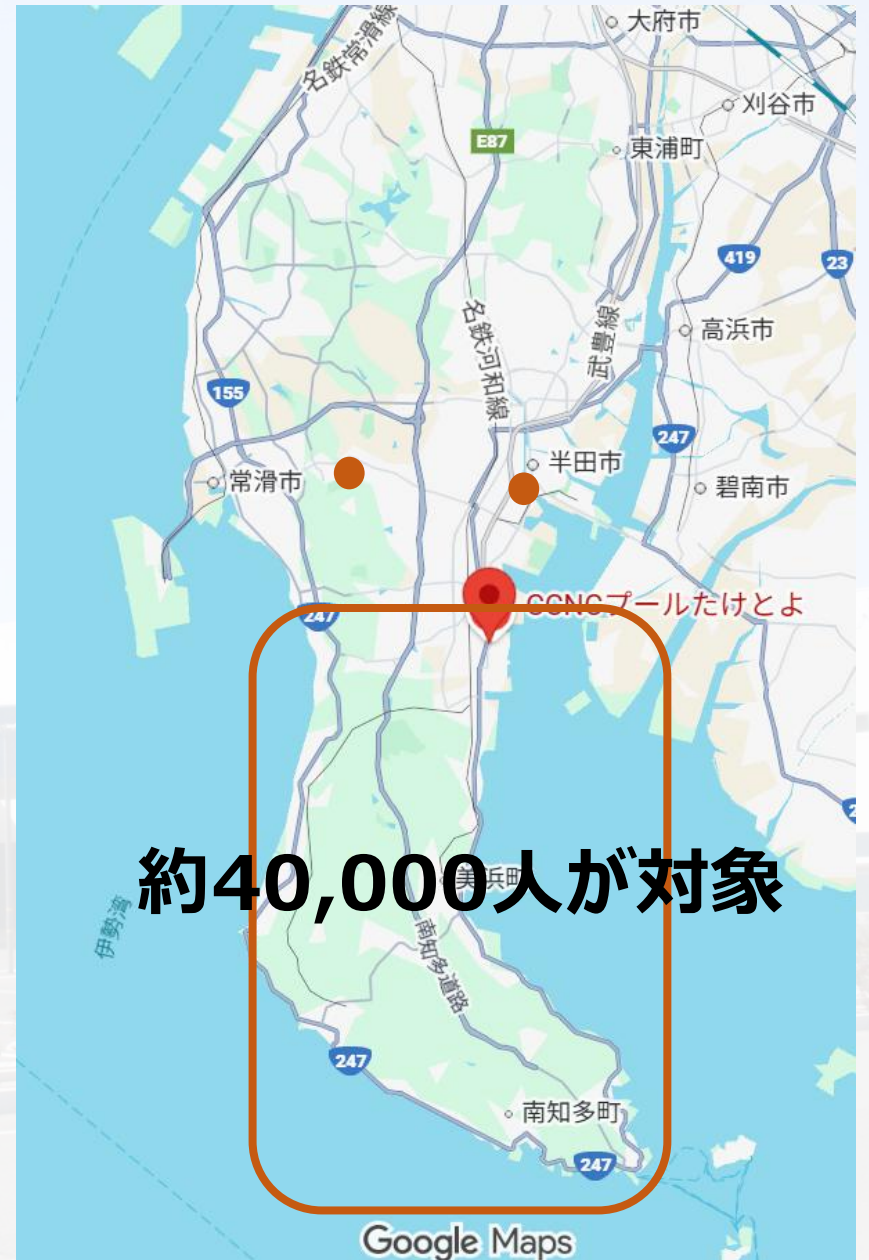 大府市
名鉄常滑線
刈谷市
E87
東浦町
419
23
名鉄河和線
武豊線
高浜市
155
247
半田市
常滑市
碧南市
CCNCプールたけとよ
247
約40,000人が対象
美浜町
伊勢湾
南知多道路
247
南知多町
247
Google Maps